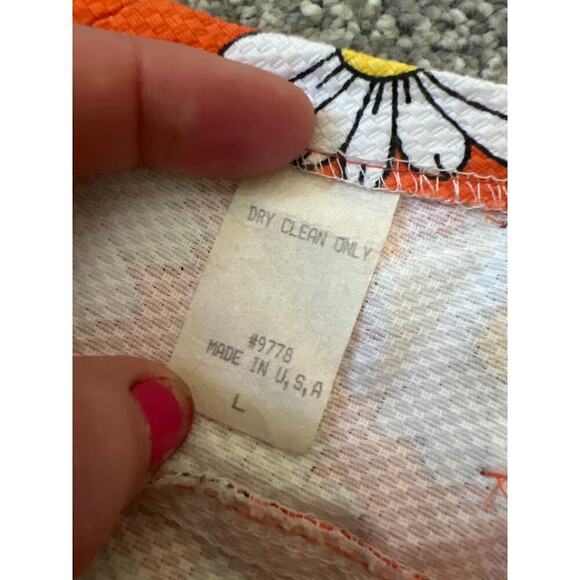 DRY CLEAN ONLY
#9778
MADE IN U,S,A
L